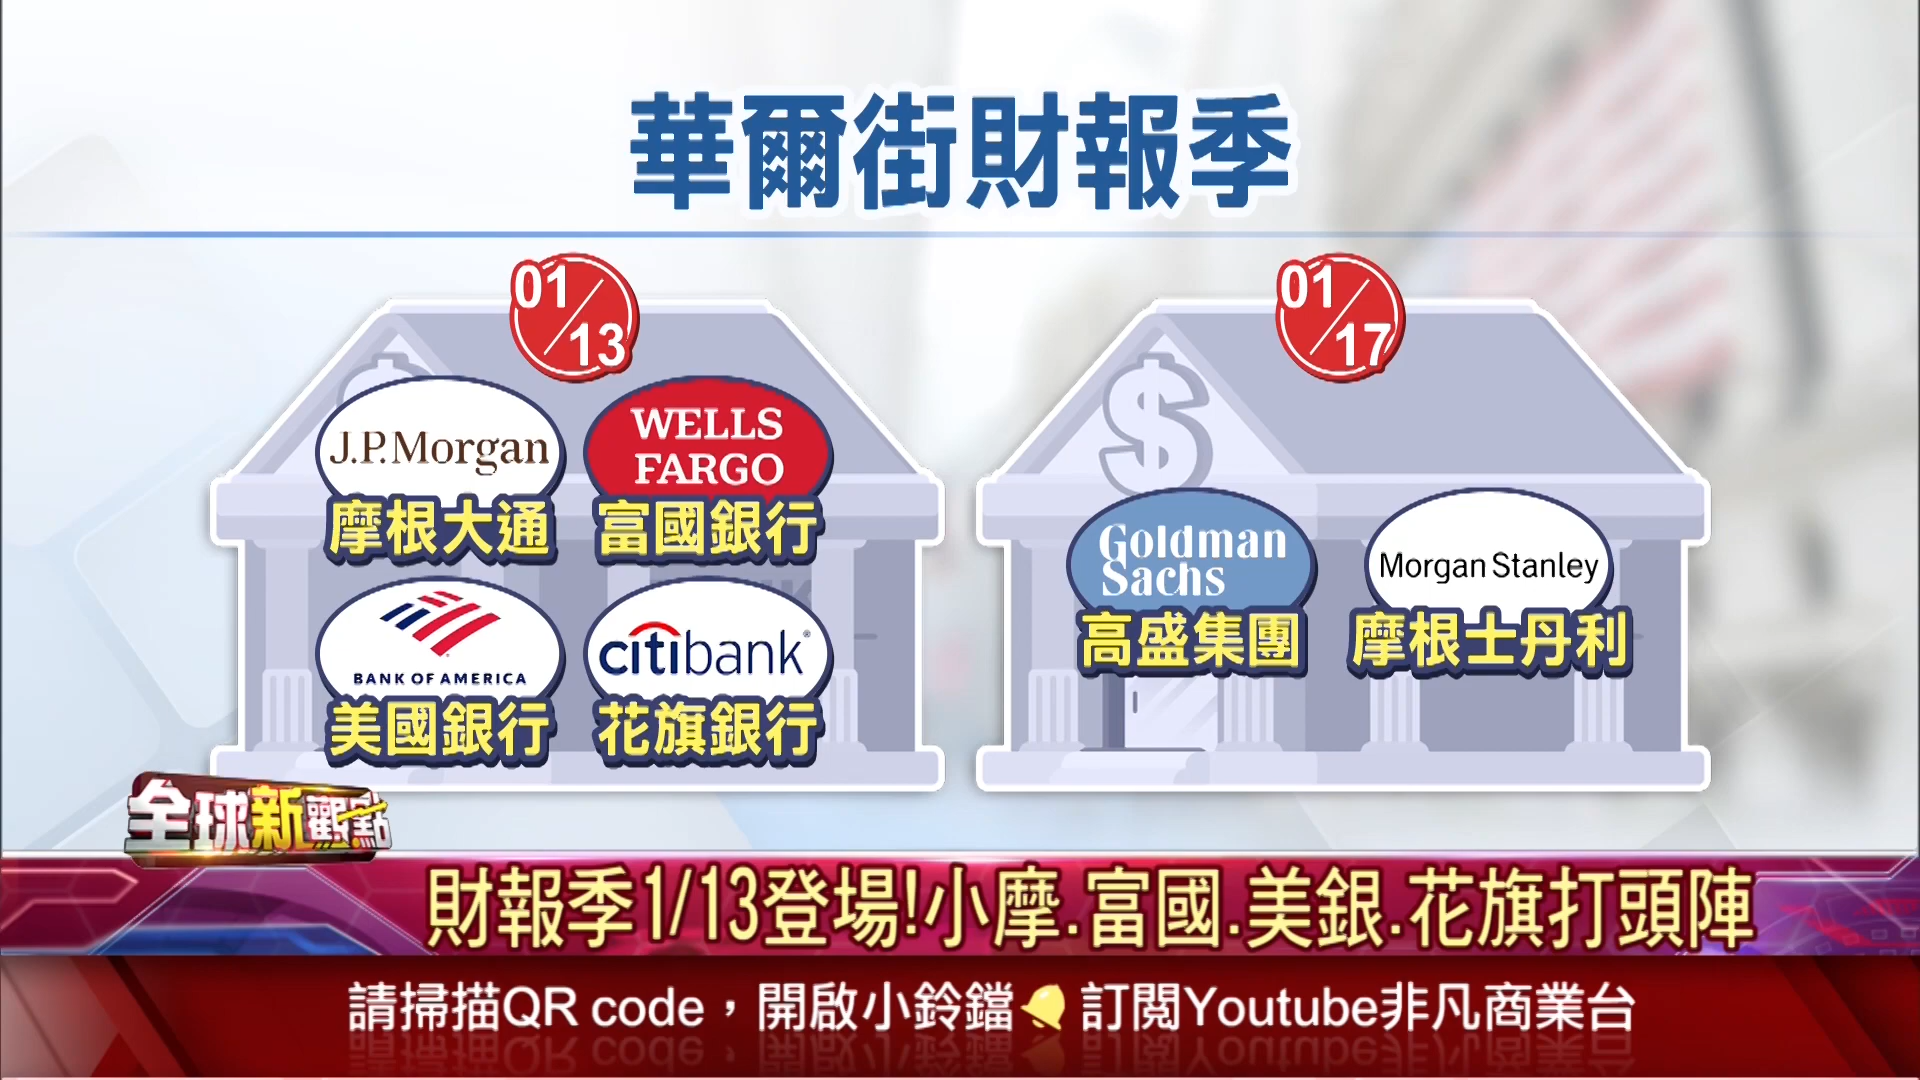 華爾街財報季
01/13
J.P.Morgan
摩根大通
WELLS
FARGO
富國銀行
BANK OF AMERICA
美國銀行
citibank®
花旗銀行
01/17
$
Goldman
Sachs
高盛集團
Morgan Stanley
摩根士丹利
全球新觀點
財報季1/13登場!小摩.富國.美銀.花旗打頭陣
請掃描QR code，開啟小鈴鐺🔔訂閱Youtube非凡商業台